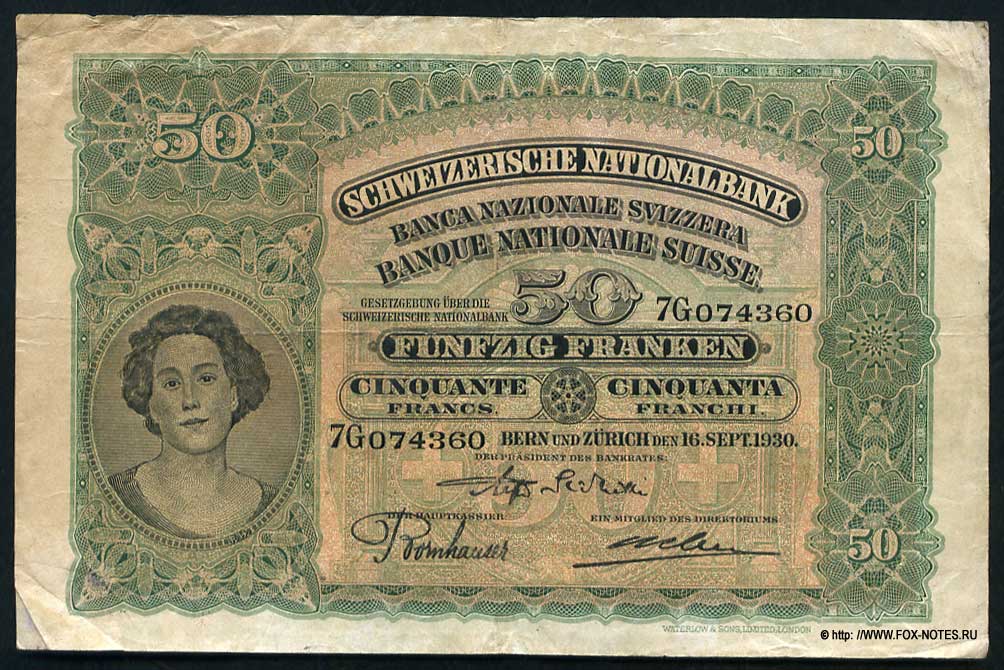 50
50
SCHWEIZERISCHE NATIONALBANK
BANCA NAZIONALE SVIZZERA
BANQUE NATIONALE SUISSE.
GESETZGEBUNG ÜBER DIE
SCHWEIZERISCHE NATIONALBANK
50
7G074360
FÜNFZIG FRANKEN
CINQUANTE
FRANCS.
CINQUANTA
FRANCHI.
7G074360
BERN UND ZÜRICH DEN 16. SEPT. 1930.
DER PRÄSIDENT DES BANKRATES:
50
DER HAUPTKASSIER
EIN MITGLIED DES DIREKTORIUMS
Bornhauser
50
WATERLOW & SONS, LIMITED, LONDON
© http: //WWW.FOX-NOTES.RU